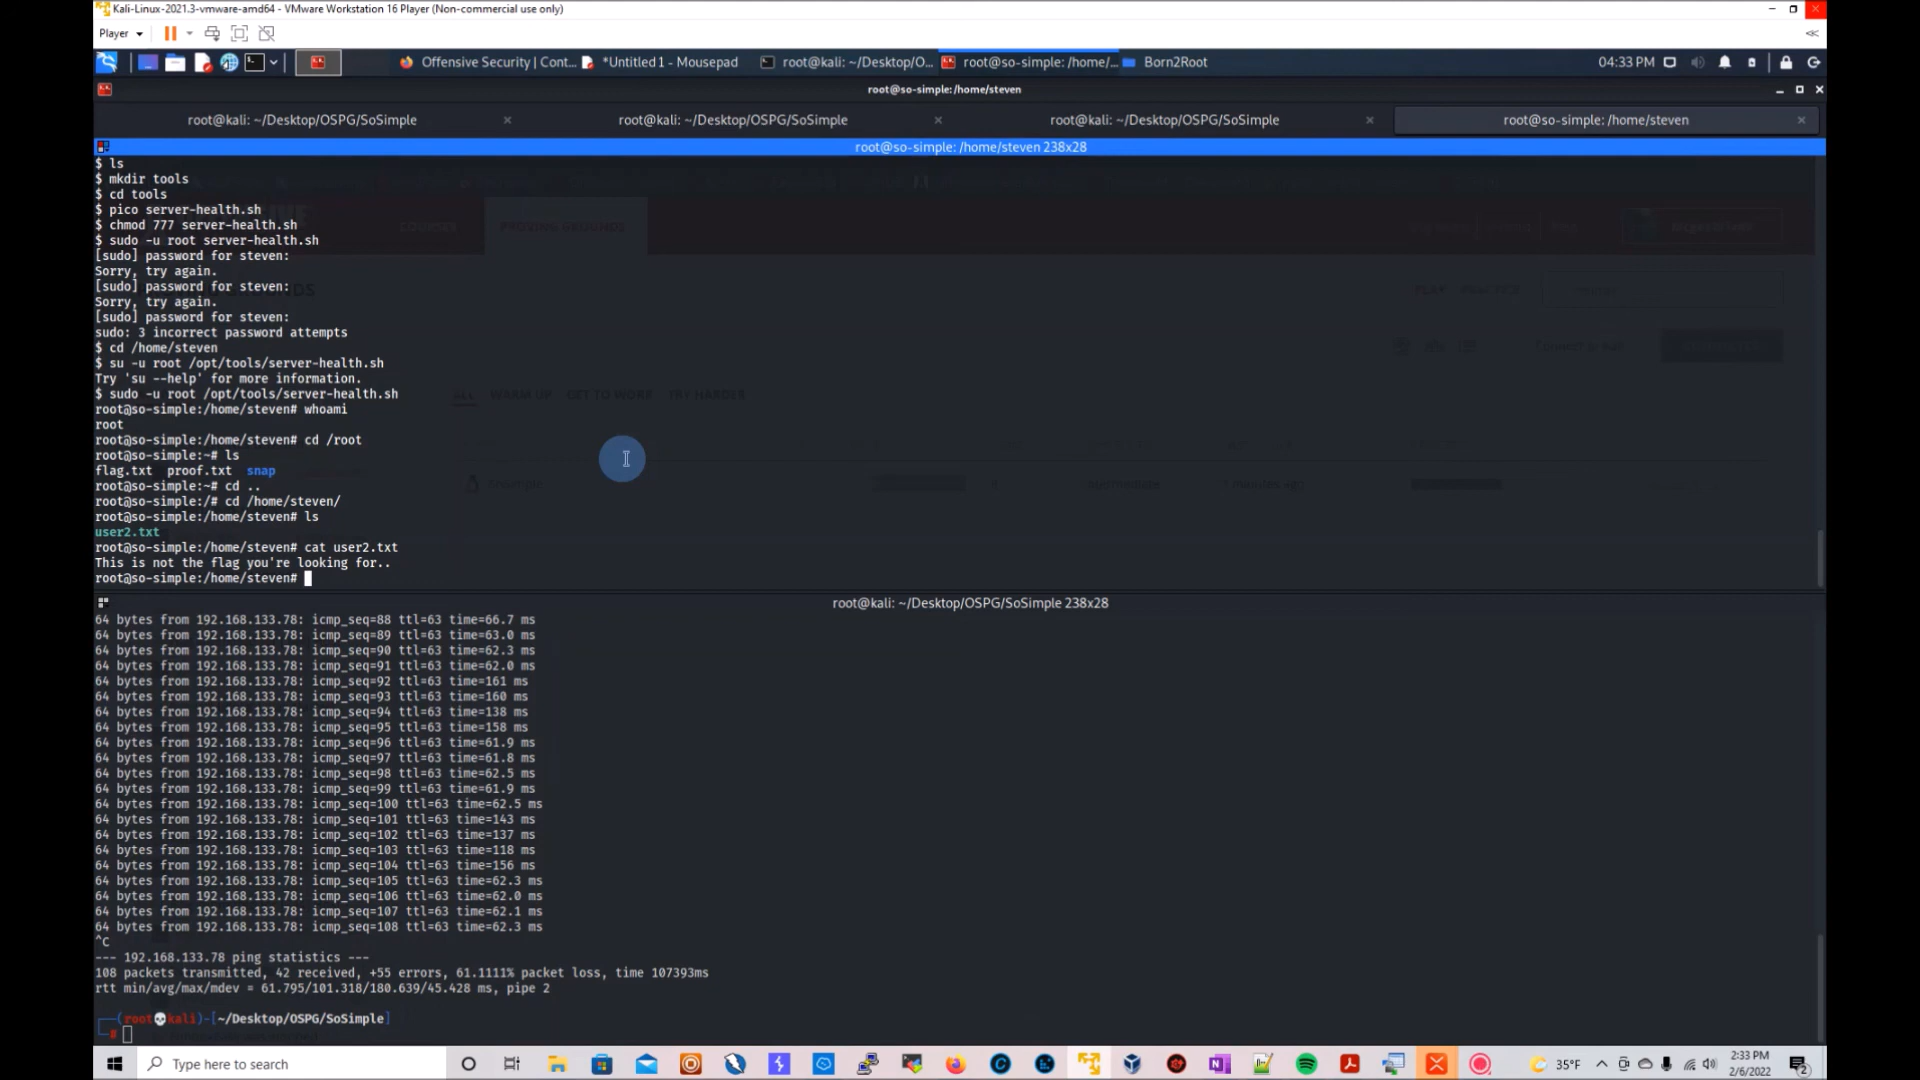 Kali-Linux-2021.3-vmware-amd64 - VMware Workstation 16 Player (Non-commercial use only)
Player
Offensive Security | Cont...
*Untitled 1 - Mousepad
root@kali: ~/Desktop/O...
root@so-simple: /home/...
Born2Root
04:33 PM
root@so-simple:/home/steven
root@kali: ~/Desktop/OSPG/SoSimple
root@kali: ~/Desktop/OSPG/SoSimple
root@kali: ~/Desktop/OSPG/SoSimple
root@so-simple: /home/steven
root@so-simple: /home/steven 238x28
$ ls
$ mkdir tools
$ cd tools
$ pico server-health.sh
$ chmod 777 server-health.sh
$ sudo -u root server-health.sh
[sudo] password for steven:
Sorry, try again.
[sudo] password for steven:
Sorry, try again.
[sudo] password for steven:
sudo: 3 incorrect password attempts
$ cd /home/steven
$ su -u root /opt/tools/server-health.sh
Try 'su --help' for more information.
$ sudo -u root /opt/tools/server-health.sh
root@so-simple:/home/steven# whoami
root
root@so-simple:/home/steven# cd /root
root@so-simple:~# ls
flag.txt proof.txt snap
root@so-simple:~# cd ..
root@so-simple:/# cd /home/steven/
root@so-simple:/home/steven# ls
user2.txt
root@so-simple:/home/steven# cat user2.txt
This is not the flag you're looking for..
root@so-simple:/home/steven#
PROVING GROUNDS
ALL WARM UP GET TO WORK TRY HARDER
root@kali: ~/Desktop/OSPG/SoSimple 238x28
64 bytes from 192.168.133.78: icmp_seq=88 ttl=63 time=66.7 ms
64 bytes from 192.168.133.78: icmp_seq=89 ttl=63 time=63.0 ms
64 bytes from 192.168.133.78: icmp_seq=90 ttl=63 time=62.3 ms
64 bytes from 192.168.133.78: icmp_seq=91 ttl=63 time=62.0 ms
64 bytes from 192.168.133.78: icmp_seq=92 ttl=63 time=161 ms
64 bytes from 192.168.133.78: icmp_seq=93 ttl=63 time=160 ms
64 bytes from 192.168.133.78: icmp_seq=94 ttl=63 time=138 ms
64 bytes from 192.168.133.78: icmp_seq=95 ttl=63 time=158 ms
64 bytes from 192.168.133.78: icmp_seq=96 ttl=63 time=61.9 ms
64 bytes from 192.168.133.78: icmp_seq=97 ttl=63 time=61.8 ms
64 bytes from 192.168.133.78: icmp_seq=98 ttl=63 time=62.5 ms
64 bytes from 192.168.133.78: icmp_seq=99 ttl=63 time=61.9 ms
64 bytes from 192.168.133.78: icmp_seq=100 ttl=63 time=62.5 ms
64 bytes from 192.168.133.78: icmp_seq=101 ttl=63 time=143 ms
64 bytes from 192.168.133.78: icmp_seq=102 ttl=63 time=137 ms
64 bytes from 192.168.133.78: icmp_seq=103 ttl=63 time=118 ms
64 bytes from 192.168.133.78: icmp_seq=104 ttl=63 time=156 ms
64 bytes from 192.168.133.78: icmp_seq=105 ttl=63 time=62.3 ms
64 bytes from 192.168.133.78: icmp_seq=106 ttl=63 time=62.0 ms
64 bytes from 192.168.133.78: icmp_seq=107 ttl=63 time=62.1 ms
64 bytes from 192.168.133.78: icmp_seq=108 ttl=63 time=62.3 ms
^C
--- 192.168.133.78 ping statistics ---
108 packets transmitted, 42 received, +55 errors, 61.1111% packet loss, time 107393ms
rtt min/avg/max/mdev = 61.795/101.318/180.639/45.428 ms, pipe 2
(root💀kali)-[~/Desktop/OSPG/SoSimple]
#
Type here to search
35°F
2:33 PM
2/6/2022
2